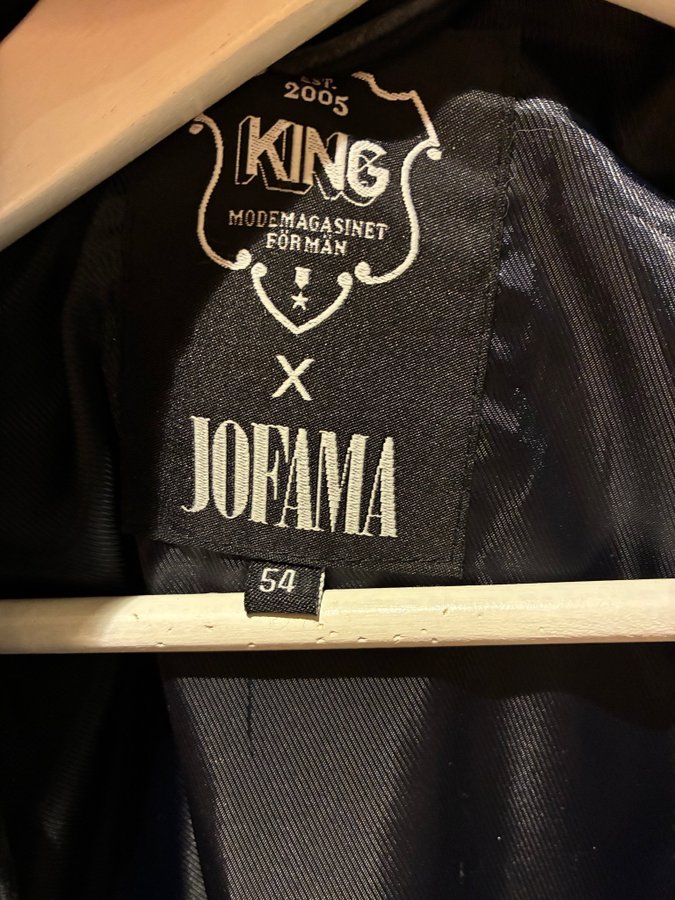 EST.
2005
KING
MODEMAGASINET
FÖR MÄN
X
JOFAMA
54